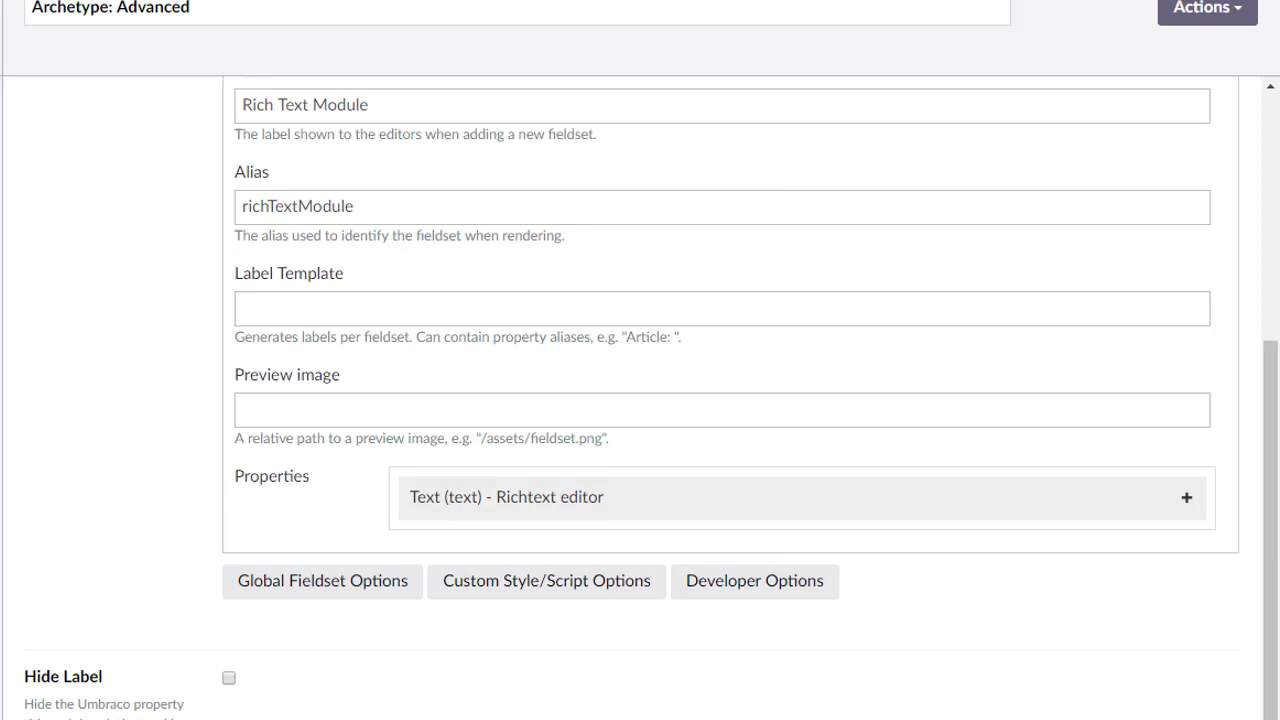 Archetype: Advanced
Actions
Rich Text Module
The label shown to the editors when adding a new fieldset.
Alias
richTextModule
The alias used to identify the fieldset when rendering.
Label Template
Generates labels per fieldset. Can contain property aliases, e.g. "Article: ".
Preview image
A relative path to a preview image, e.g. "/assets/fieldset.png".
Properties
Text (text) - Richtext editor
Global Fieldset Options
Custom Style/Script Options
Developer Options
Hide Label
Hide the Umbraco property